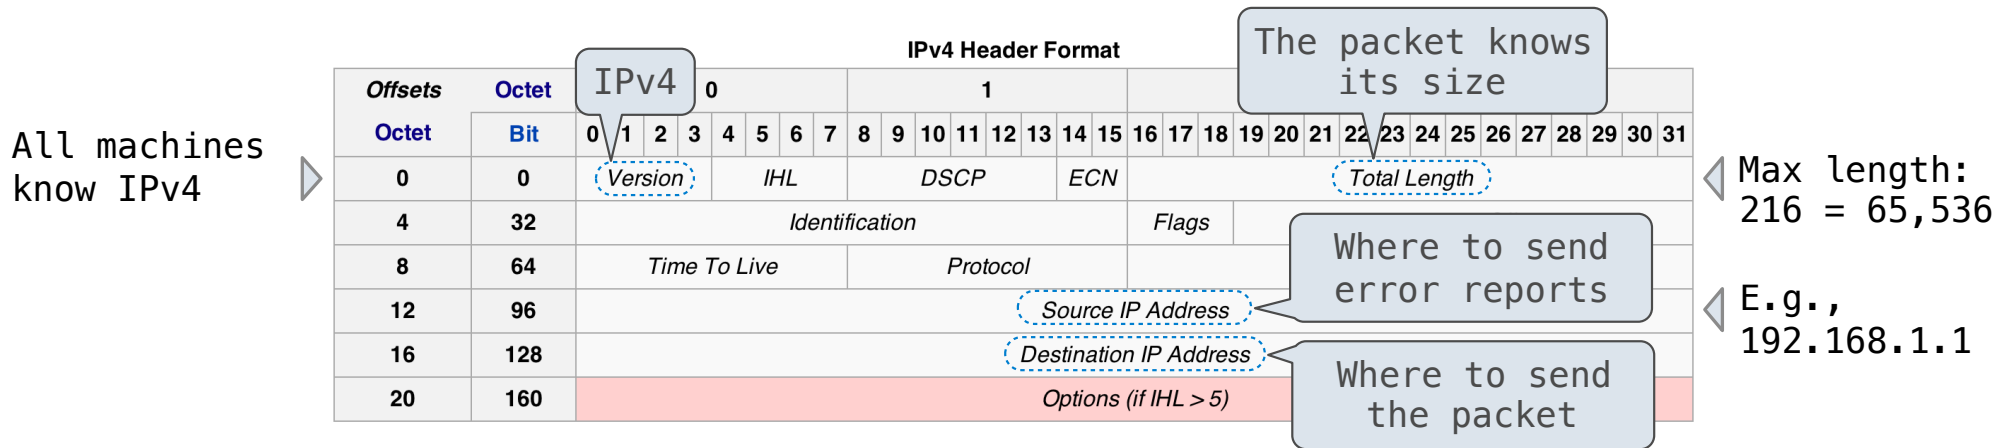 IPv4 Header Format
The packet knows
its size
IPv4
Offsets Octet 0 1
Octet Bit 0 1 2 3 4 5 6 7 8 9 10 11 12 13 14 15 16 17 18 19 20 21 22 23 24 25 26 27 28 29 30 31
All machines
know IPv4
0 0 Version IHL DSCP ECN Total Length
Max length:
216 = 65,536
4 32 Identification Flags
Where to send
error reports
8 64 Time To Live Protocol
12 96 Source IP Address
E.g.,
192.168.1.1
16 128 Destination IP Address
Where to send
the packet
20 160 Options (if IHL > 5)